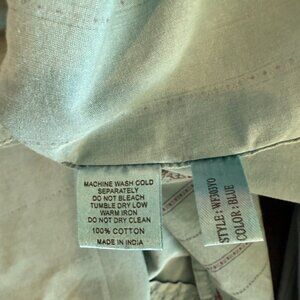 MACHINE WASH COLD
SEPARATELY
DO NOT BLEACH
TUMBLE DRY LOW
WARM IRON
DO NOT DRY CLEAN
100% COTTON
MADE IN INDIA
STYLE:
COLOR: BLUE